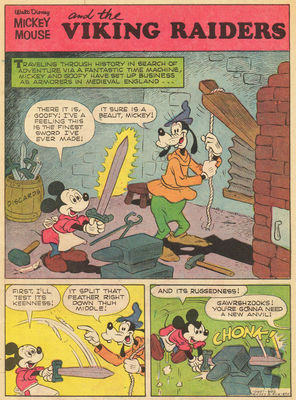 Walt Disney
MICKEY
MOUSE
and the
VIKING RAIDERS
TRAVELING THROUGH HISTORY IN SEARCH OF
ADVENTURE VIA A FANTASTIC TIME MACHINE,
MICKEY AND GOOFY HAVE SET UP BUSINESS
AS ARMORERS IN MEDIEVAL ENGLAND . . .
THERE IT IS,
GOOFY! I'VE A
FEELING THIS
IS THE FINEST
SWORD I'VE
EVER MADE!
IT SURE IS A
BEAUT, MICKEY!
DISCARDS
FIRST, I'LL
TEST ITS
KEENNESS!
IT SPLIT THAT
FEATHER RIGHT
DOWN THUH
MIDDLE!
AND ITS RUGGEDNESS!
GAWRSHZOOKS!
YOU'RE GONNA NEED
A NEW ANVIL!
CHONK!